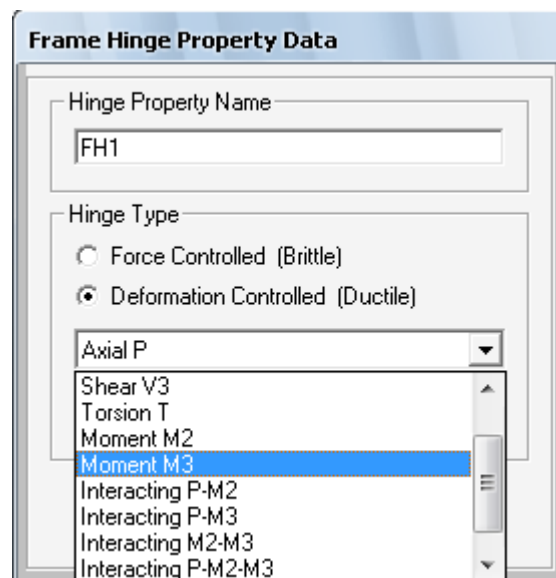 Frame Hinge Property Data
Hinge Property Name
FH1
Hinge Type
Force Controlled (Brittle)
Deformation Controlled (Ductile)
Axial P
Shear V3
Torsion T
Moment M2
Moment M3
Interacting P-M2
Interacting P-M3
Interacting M2-M3
Interacting P-M2-M3